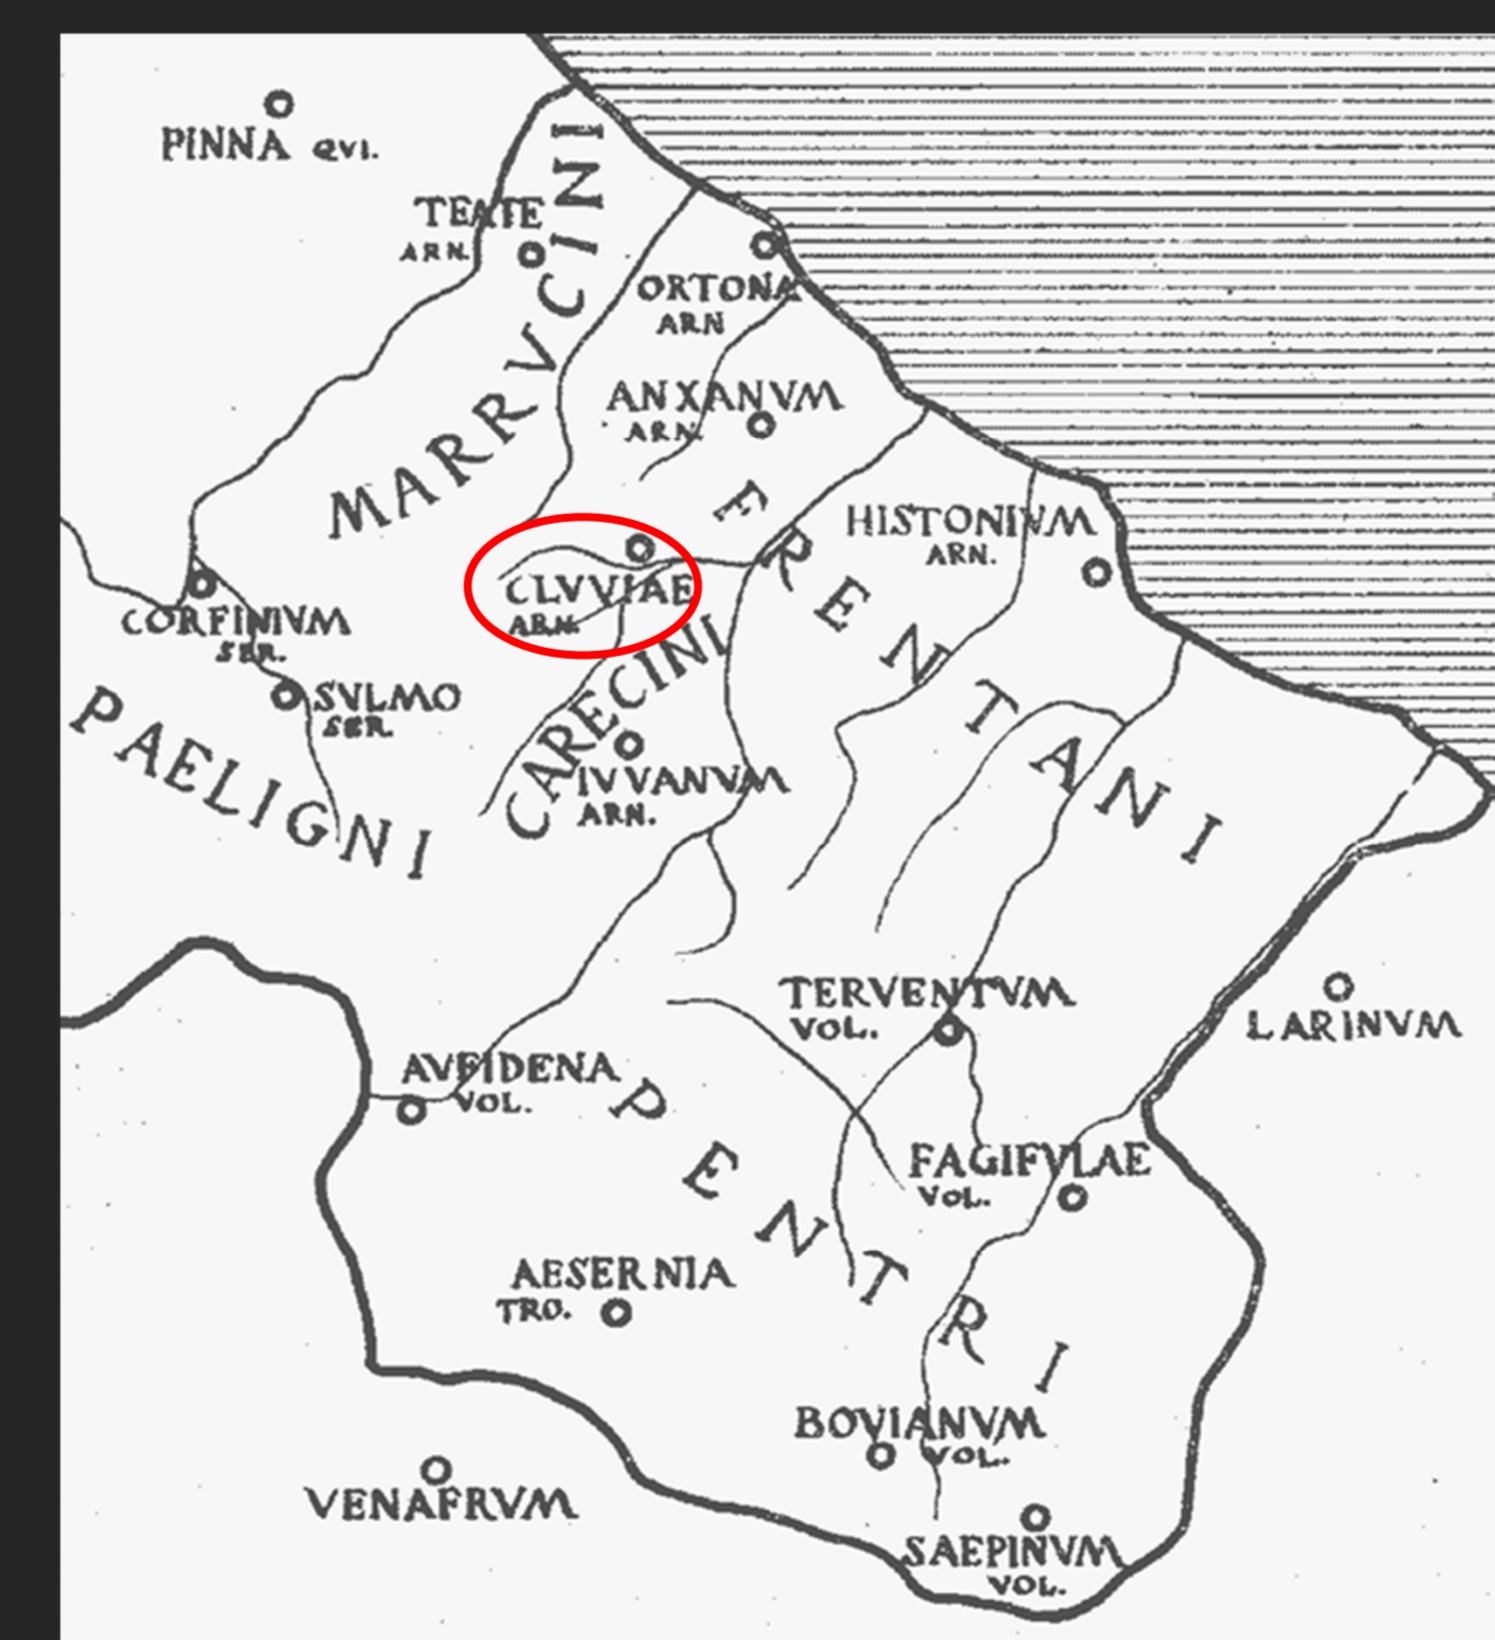 PINNA QVI.
TEATE
ARN.
MARRVCINI
ORTONA
ARN
ANXANVM
ARN.
FRENTANI
HISTONIVM
ARN.
CLVVIAE
ARN.
CORFINIVM
SER.
SVLMO
SER.
CARECINI
PAELIGNI
IVVANVM
ARN.
TERVENTVM
VOL.
LARINVM
AVFIDENA
VOL.
PENTRI
FAGIFVLAE
VOL.
AESERNIA
TRO.
BOVIANVM
VOL.
VENAFRVM
SAEPINVM
VOL.